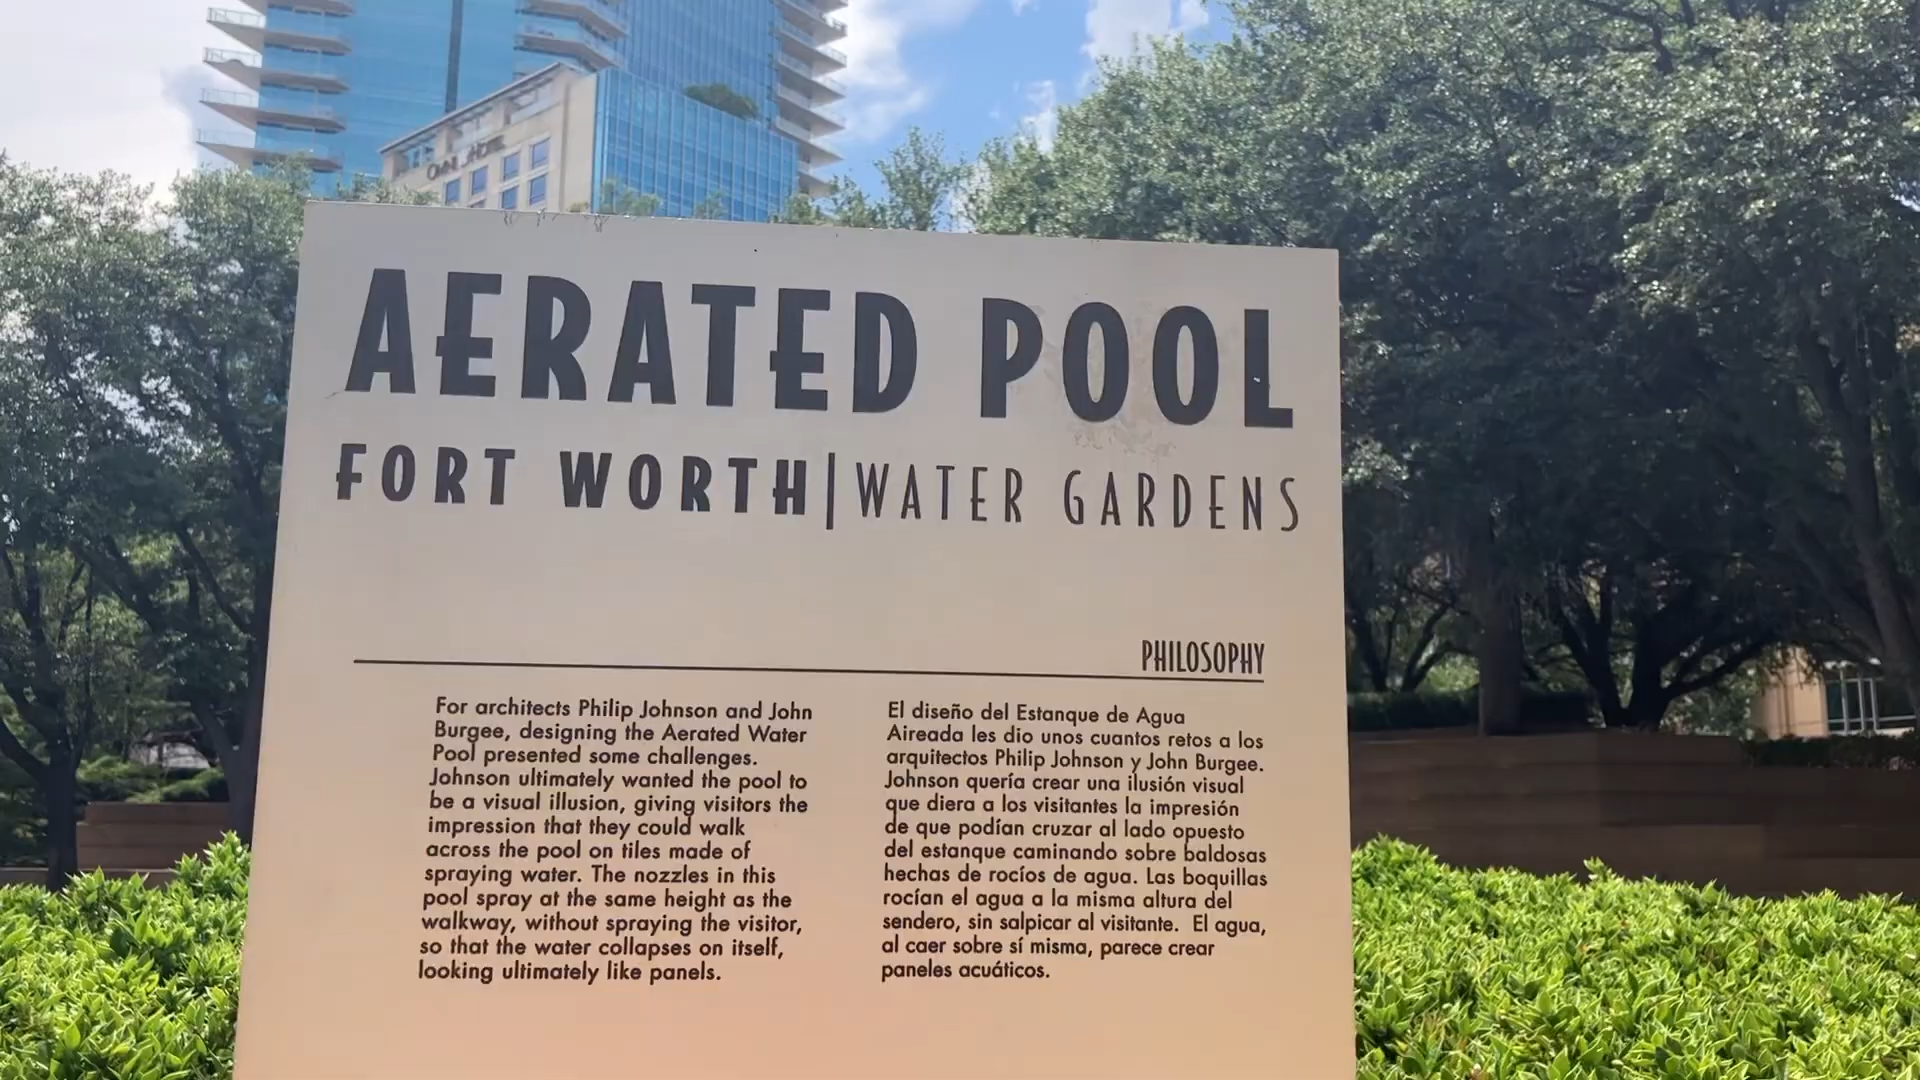 OMNI HOTEL
AERATED POOL
FORT WORTH|WATER GARDENS
PHILOSOPHY
For architects Philip Johnson and John
Burgee, designing the Aerated Water
Pool presented some challenges.
Johnson ultimately wanted the pool to
be a visual illusion, giving visitors the
impression that they could walk
across the pool on tiles made of
spraying water. The nozzles in this
pool spray at the same height as the
walkway, without spraying the visitor,
so that the water collapses on itself,
looking ultimately like panels.
El diseño del Estanque de Agua
Aireada les dio unos cuantos retos a los
arquitectos Philip Johnson y John Burgee.
Johnson quería crear una ilusión visual
que diera a los visitantes la impresión
de que podían cruzar al lado opuesto
del estanque caminando sobre baldosas
hechas de rocíos de agua. Las boquillas
rocían el agua a la misma altura del
sendero, sin salpicar al visitante. El agua,
al caer sobre sí misma, parece crear
paneles acuáticos.